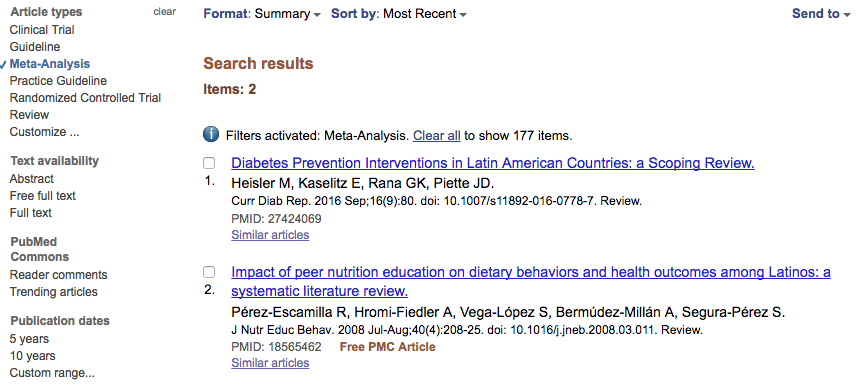 Article types clear
Clinical Trial
Guideline
Meta-Analysis
Practice Guideline
Randomized Controlled Trial
Review
Customize ...
Text availability
Abstract
Free full text
Full text
PubMed
Commons
Reader comments
Trending articles
Publication dates
5 years
10 years
Custom range...
Format: Summary Sort by: Most Recent Send to
Search results
Items: 2
Filters activated: Meta-Analysis. Clear all to show 177 items.
Diabetes Prevention Interventions in Latin American Countries: a Scoping Review.
1. Heisler M, Kaselitz E, Rana GK, Piette JD.
Curr Diab Rep. 2016 Sep;16(9):80. doi: 10.1007/s11892-016-0778-7. Review.
PMID: 27424069
Similar articles
Impact of peer nutrition education on dietary behaviors and health outcomes among Latinos: a
2. systematic literature review.
Pérez-Escamilla R, Hromi-Fiedler A, Vega-López S, Bermúdez-Millán A, Segura-Pérez S.
J Nutr Educ Behav. 2008 Jul-Aug;40(4):208-25. doi: 10.1016/j.jneb.2008.03.011. Review.
PMID: 18565462 Free PMC Article
Similar articles